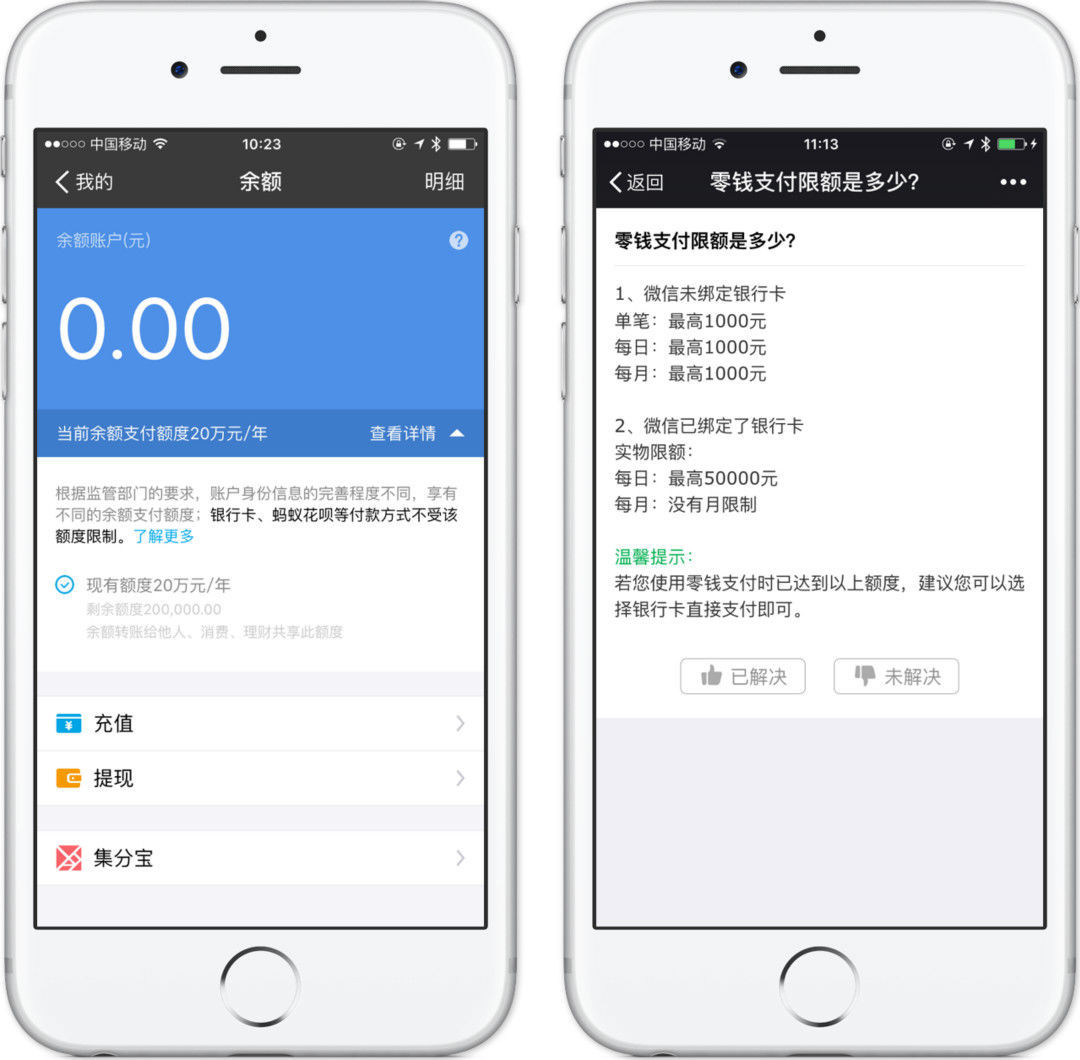 中国移动 10:23
我的 余额 明细
余额账户(元) ?
0.00
当前余额支付额度20万元/年 查看详情
根据监管部门的要求，账户身份信息的完善程度不同，享有
不同的余额支付额度；银行卡、蚂蚁花呗等付款方式不受该
额度限制。了解更多
现有额度20万元/年
剩余额度200,000.00
余额转账给他人、消费、理财共享此额度
¥ 充值
提现
集分宝
中国移动 11:13
返回 零钱支付限额是多少? •••
零钱支付限额是多少?
1、微信未绑定银行卡
单笔：最高1000元
每日：最高1000元
每月：最高1000元
2、微信已绑定了银行卡
实物限额：
每日：最高50000元
每月：没有月限制
温馨提示：
若您使用零钱支付时已达到以上额度，建议您可以选
择银行卡直接支付即可。
已解决 未解决